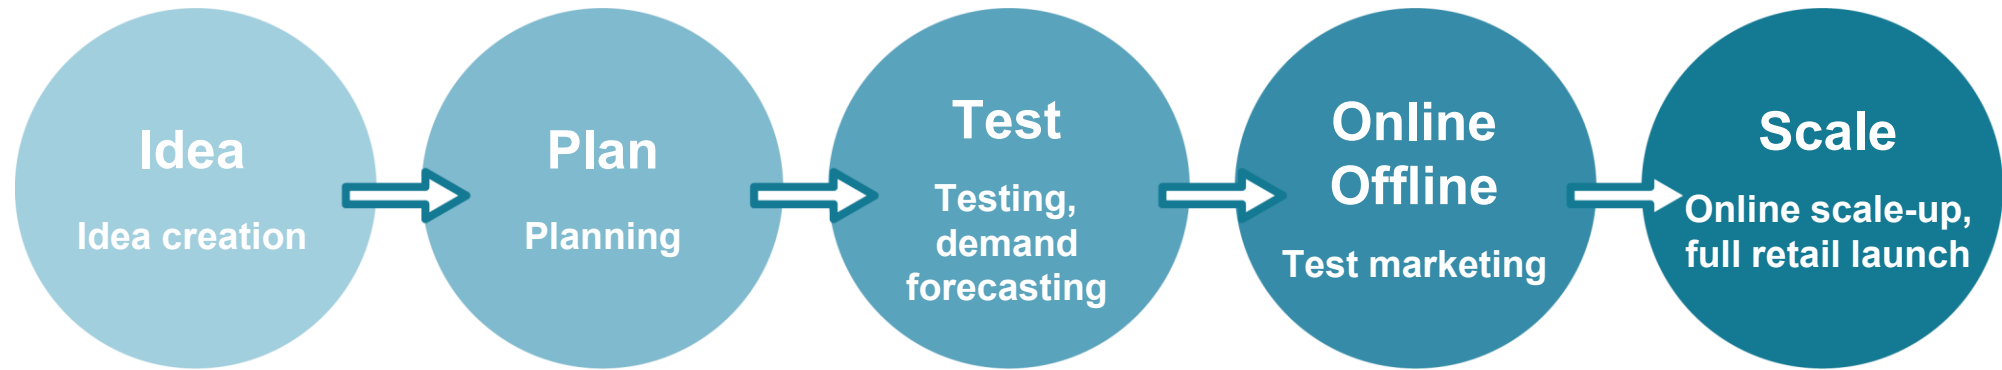 Idea
Idea creation
Plan
Planning
Test
Testing,
demand
forecasting
Online
Offline
Test marketing
Scale
Online scale-up,
full retail launch